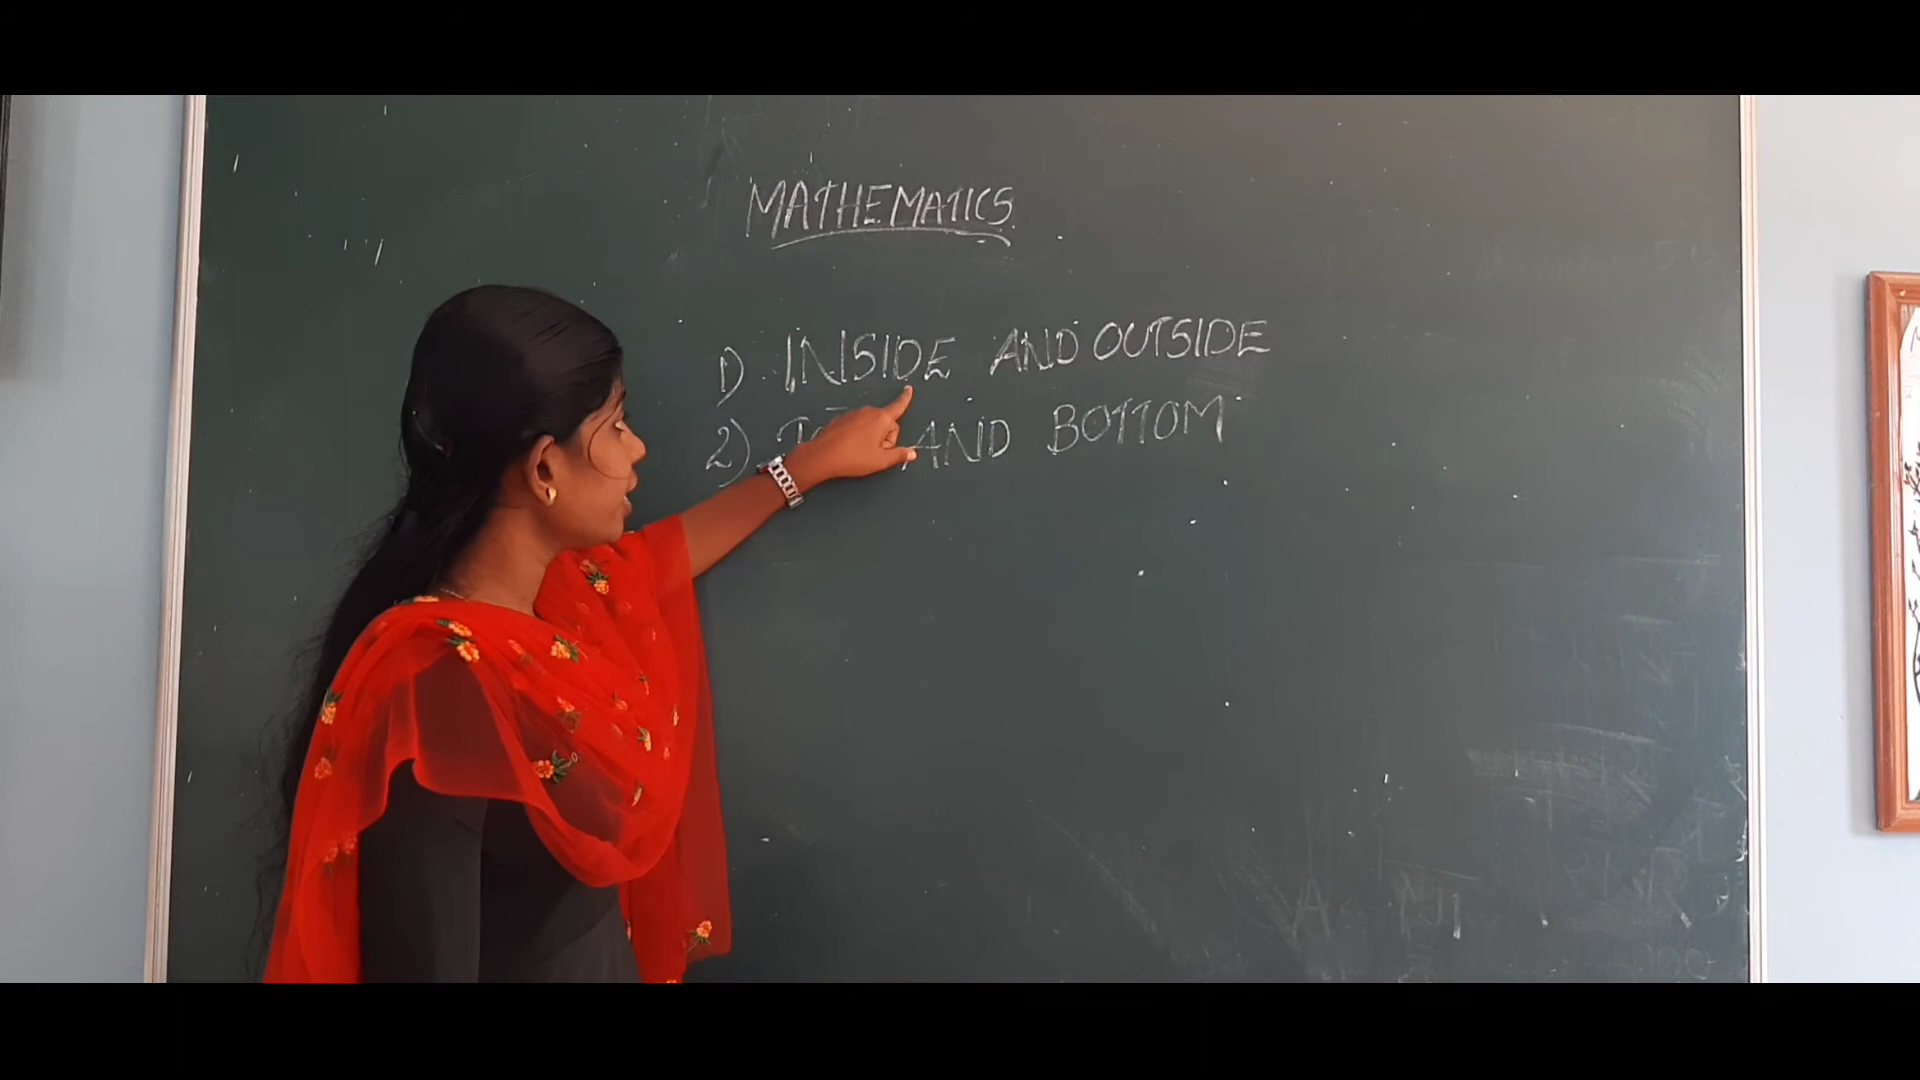 MATHEMATICS
1) INSIDE AND OUTSIDE
2) AND BOTTOM